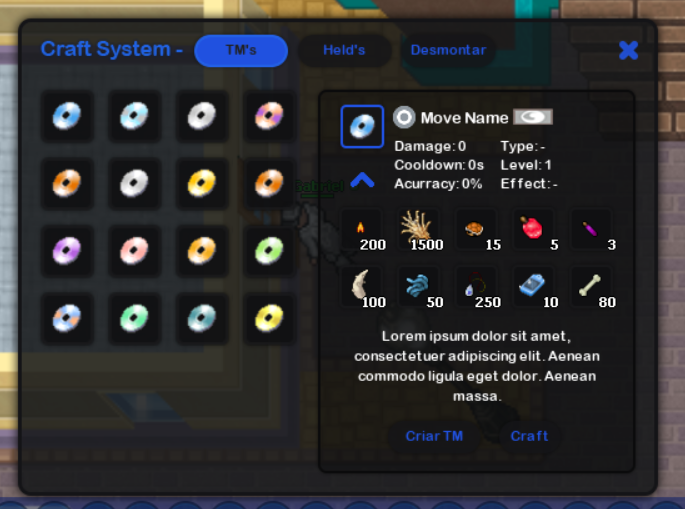 Craft System - TM's Held's Desmontar
Move Name
Damage: 0 Type: -
Cooldown: 0s Level: 1
Acurracy: 0% Effect: -
200 1500 15 5 3
100 50 250 10 80
Lorem ipsum dolor sit amet,
consectetuer adipiscing elit. Aenean
commodo ligula eget dolor. Aenean
massa.
Criar TM Craft